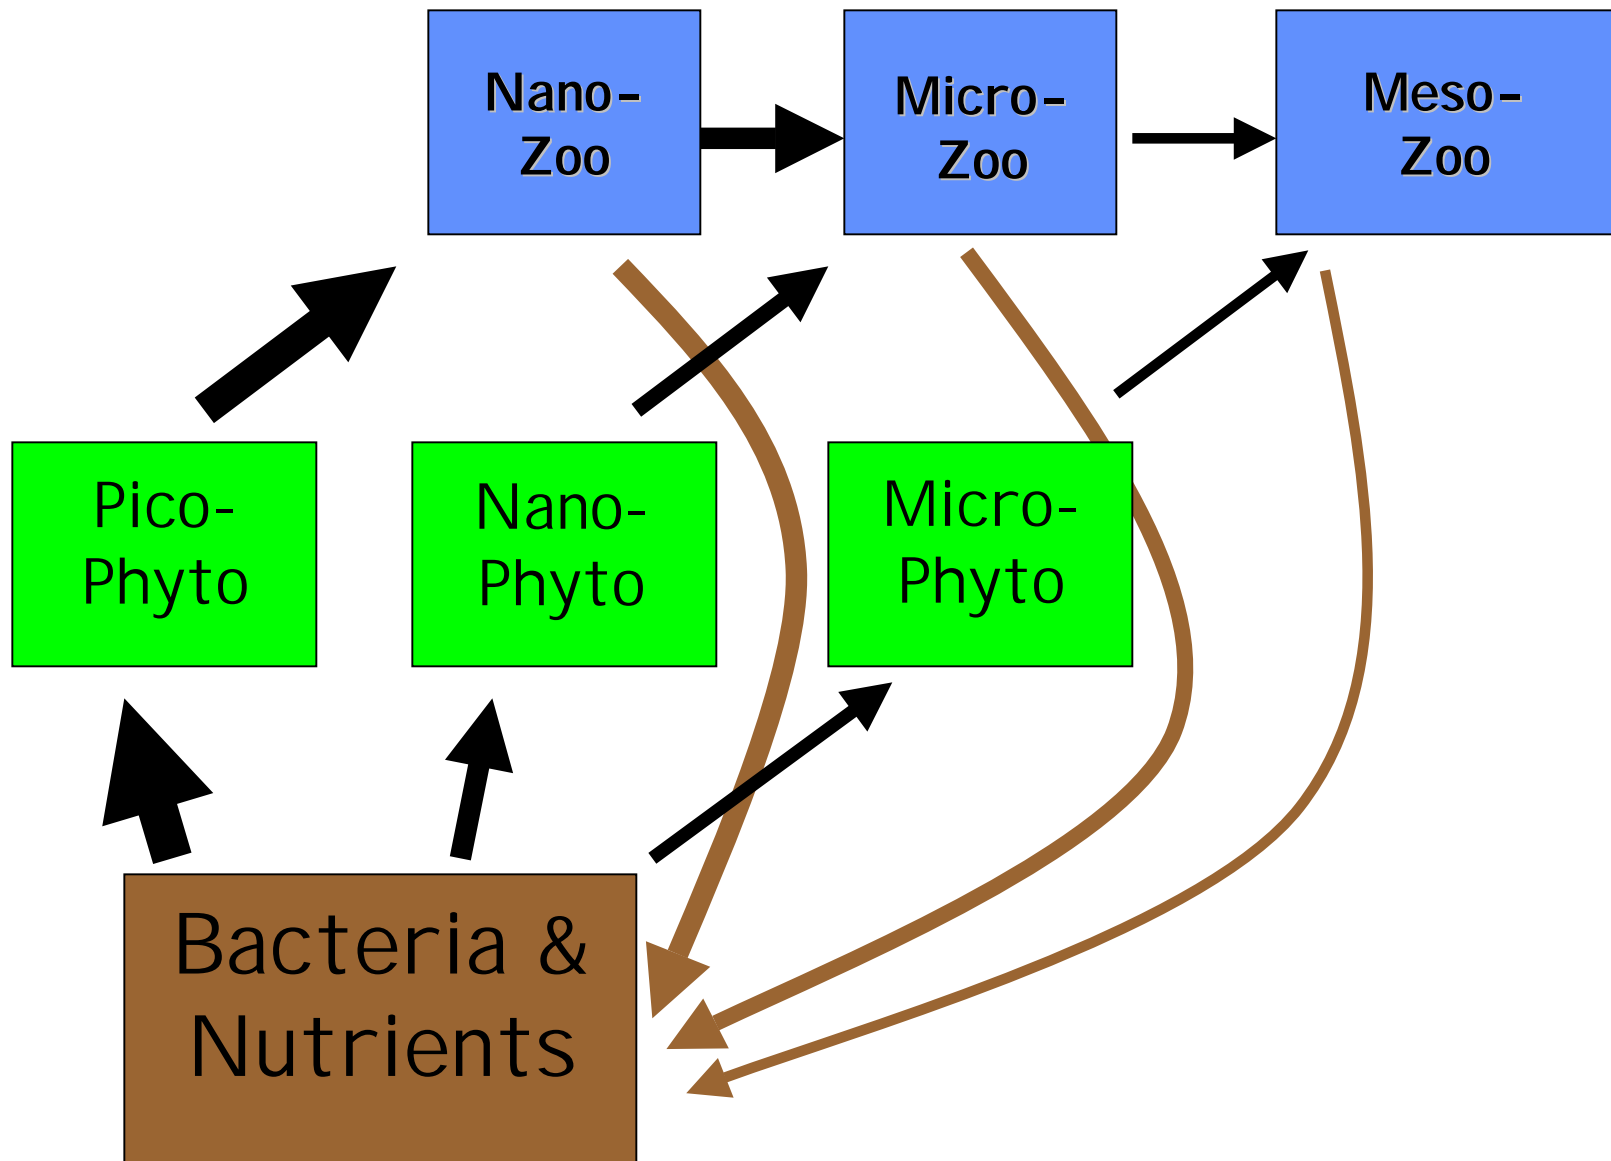 Nano-
Zoo
Micro-
Zoo
Meso-
Zoo
Pico-
Phyto
Nano-
Phyto
Micro-
Phyto
Bacteria &
Nutrients